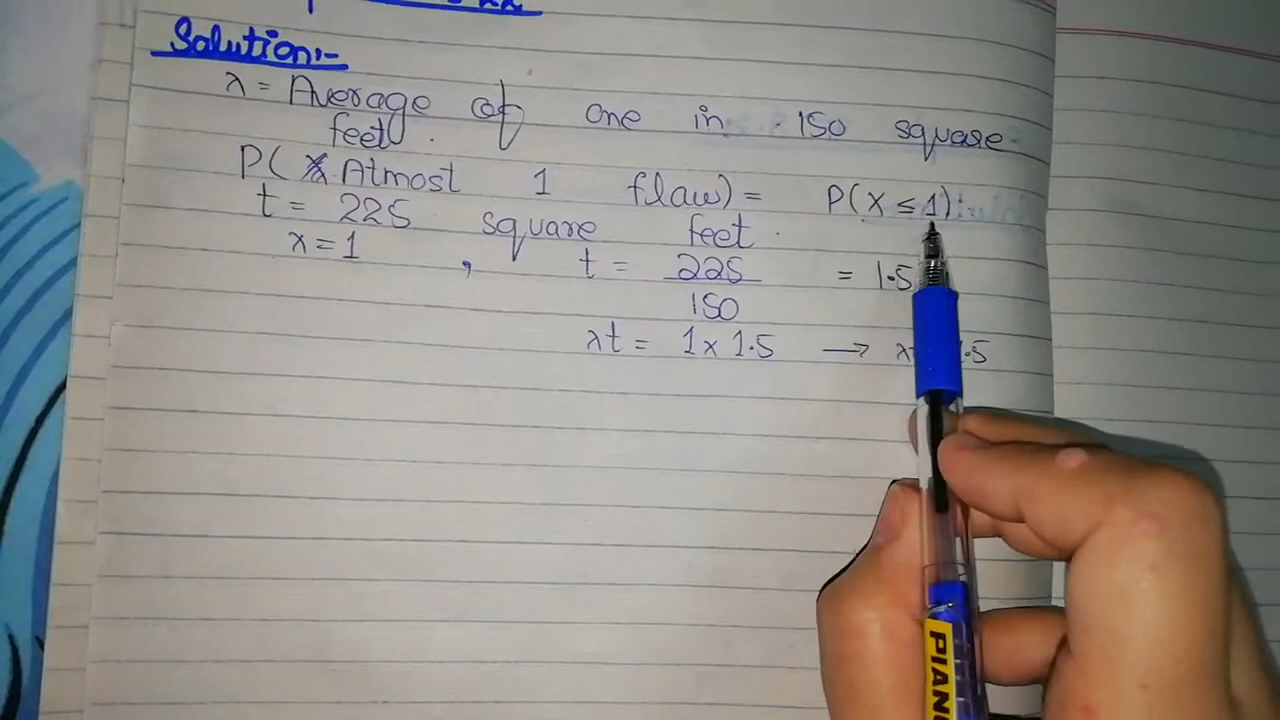 Solution:-
λ = Average of one in 150 square
feet.
P( Atmost 1 flaw) = P(X ≤ 1)
t = 225 square feet.
x = 1 , t = 225 = 1.5
150
λt = 1 x 1.5 → λ .5
PIANO